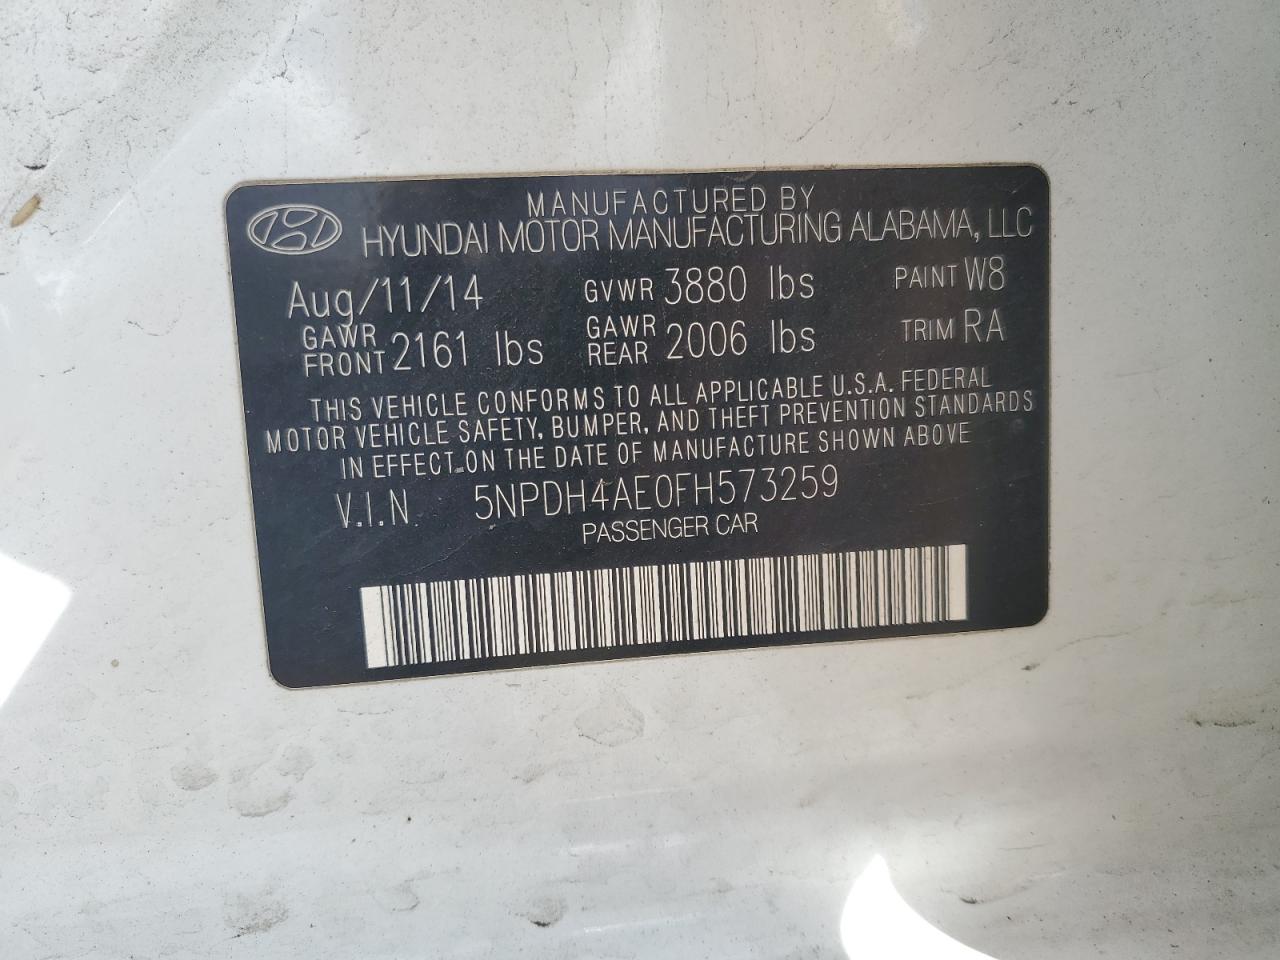 MANUFACTURED BY
HYUNDAI MOTOR MANUFACTURING ALABAMA, LLC
Aug/11/14 GVWR 3880 lbs PAINT W8
GAWR FRONT 2161 lbs GAWR REAR 2006 lbs TRIM RA
THIS VEHICLE CONFORMS TO ALL APPLICABLE U.S.A. FEDERAL
MOTOR VEHICLE SAFETY, BUMPER, AND THEFT PREVENTION STANDARDS
IN EFFECT ON THE DATE OF MANUFACTURE SHOWN ABOVE
V.I.N 5NPDH4AE0FH573259
PASSENGER CAR